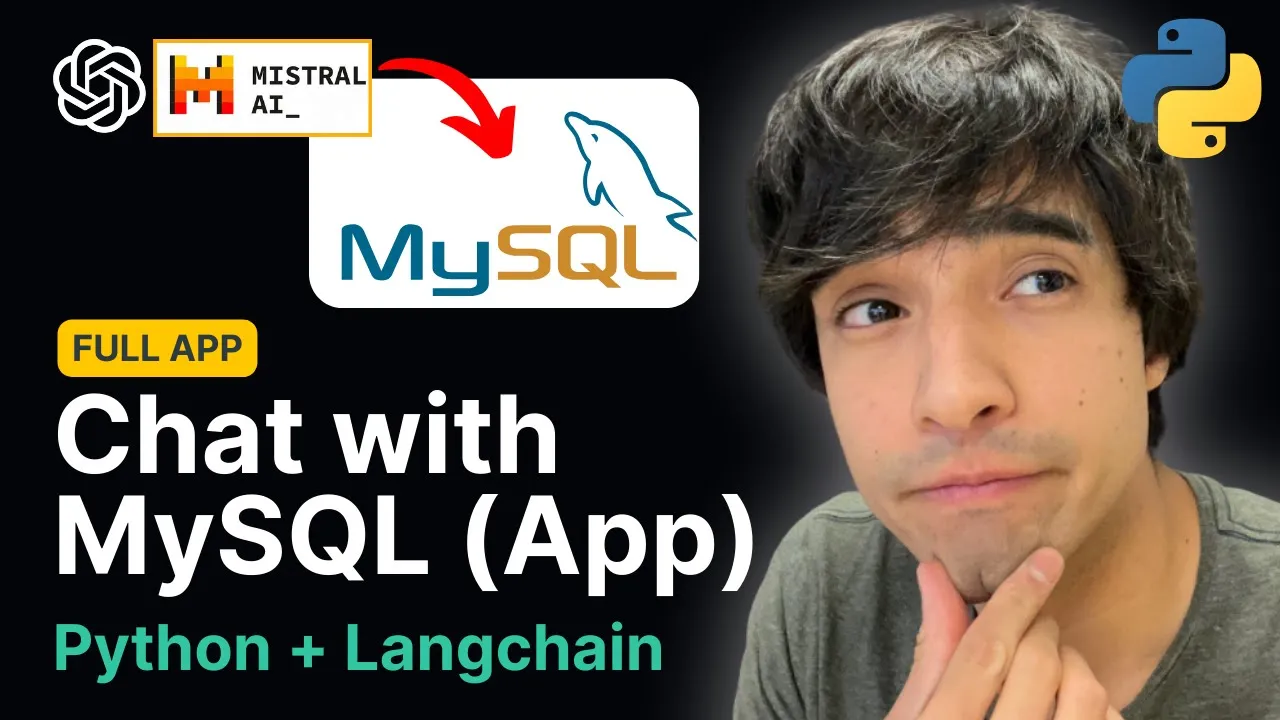 MISTRAL
AI_
MySQL
FULL APP
Chat with
MySQL (App)
Python + Langchain